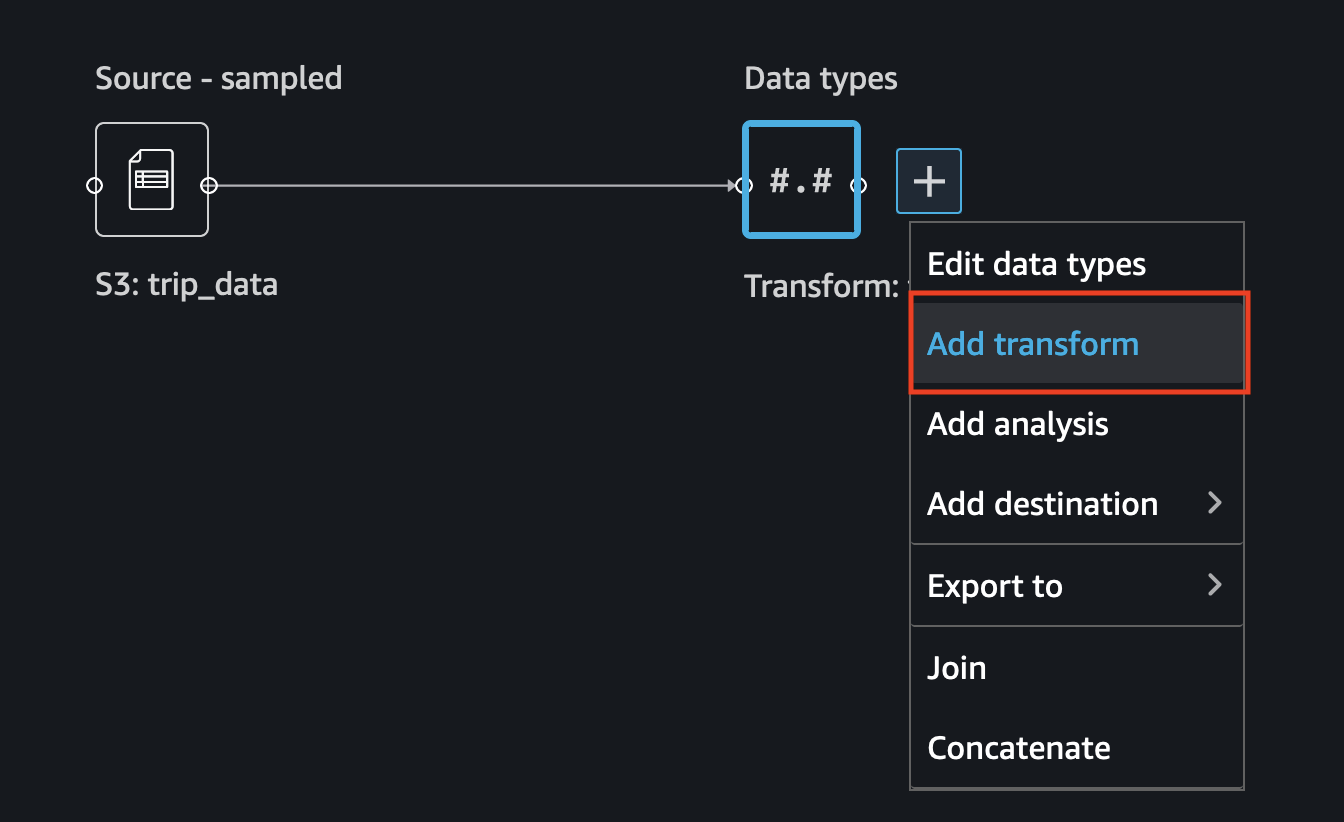 Source - sampled
Data types
#.#
S3: trip_data
Transform:
Edit data types
Add transform
Add analysis
Add destination
Export to
Join
Concatenate